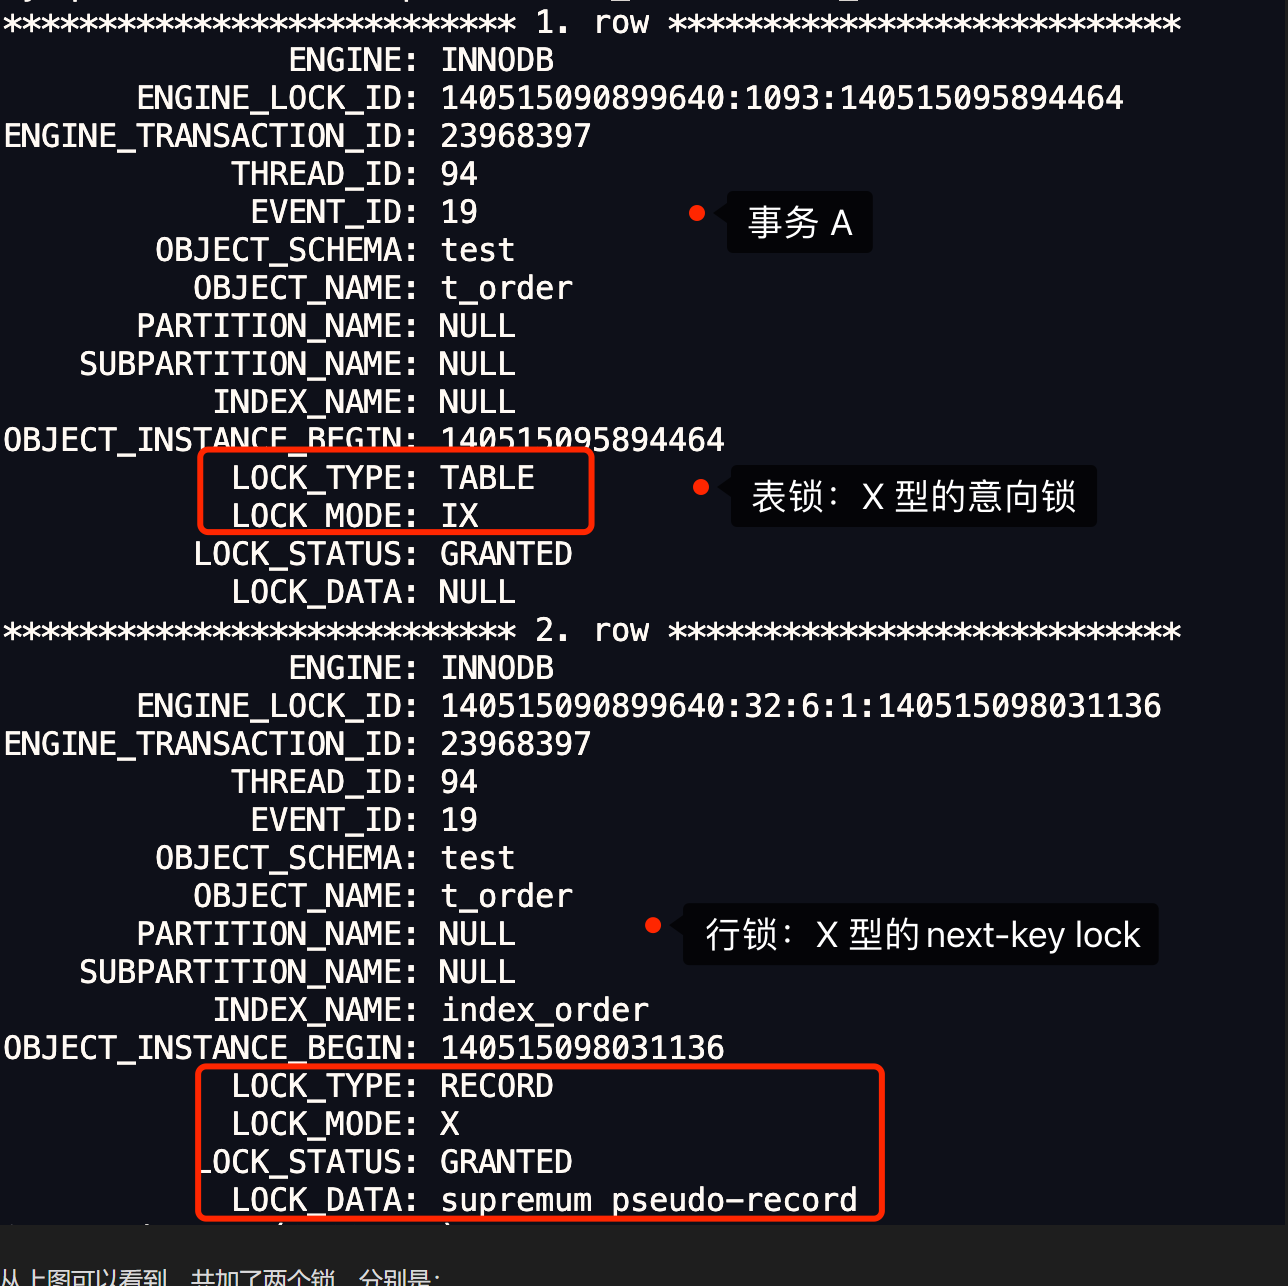 *************************** 1. row ***************************
ENGINE: INNODB
ENGINE_LOCK_ID: 140515090899640:1093:140515095894464
ENGINE_TRANSACTION_ID: 23968397
THREAD_ID: 94
EVENT_ID: 19
事务 A
OBJECT_SCHEMA: test
OBJECT_NAME: t_order
PARTITION_NAME: NULL
SUBPARTITION_NAME: NULL
INDEX_NAME: NULL
OBJECT_INSTANCE_BEGIN: 140515095894464
LOCK_TYPE: TABLE
表锁：X 型的意向锁
LOCK_MODE: IX
LOCK_STATUS: GRANTED
LOCK_DATA: NULL
*************************** 2. row ***************************
ENGINE: INNODB
ENGINE_LOCK_ID: 140515090899640:32:6:1:140515098031136
ENGINE_TRANSACTION_ID: 23968397
THREAD_ID: 94
EVENT_ID: 19
OBJECT_SCHEMA: test
OBJECT_NAME: t_order
PARTITION_NAME: NULL
行锁：X 型的 next-key lock
SUBPARTITION_NAME: NULL
INDEX_NAME: index_order
OBJECT_INSTANCE_BEGIN: 140515098031136
LOCK_TYPE: RECORD
LOCK_MODE: X
LOCK_STATUS: GRANTED
LOCK_DATA: supremum pseudo-record
从上图可以看到，共加了两个锁，分别是：